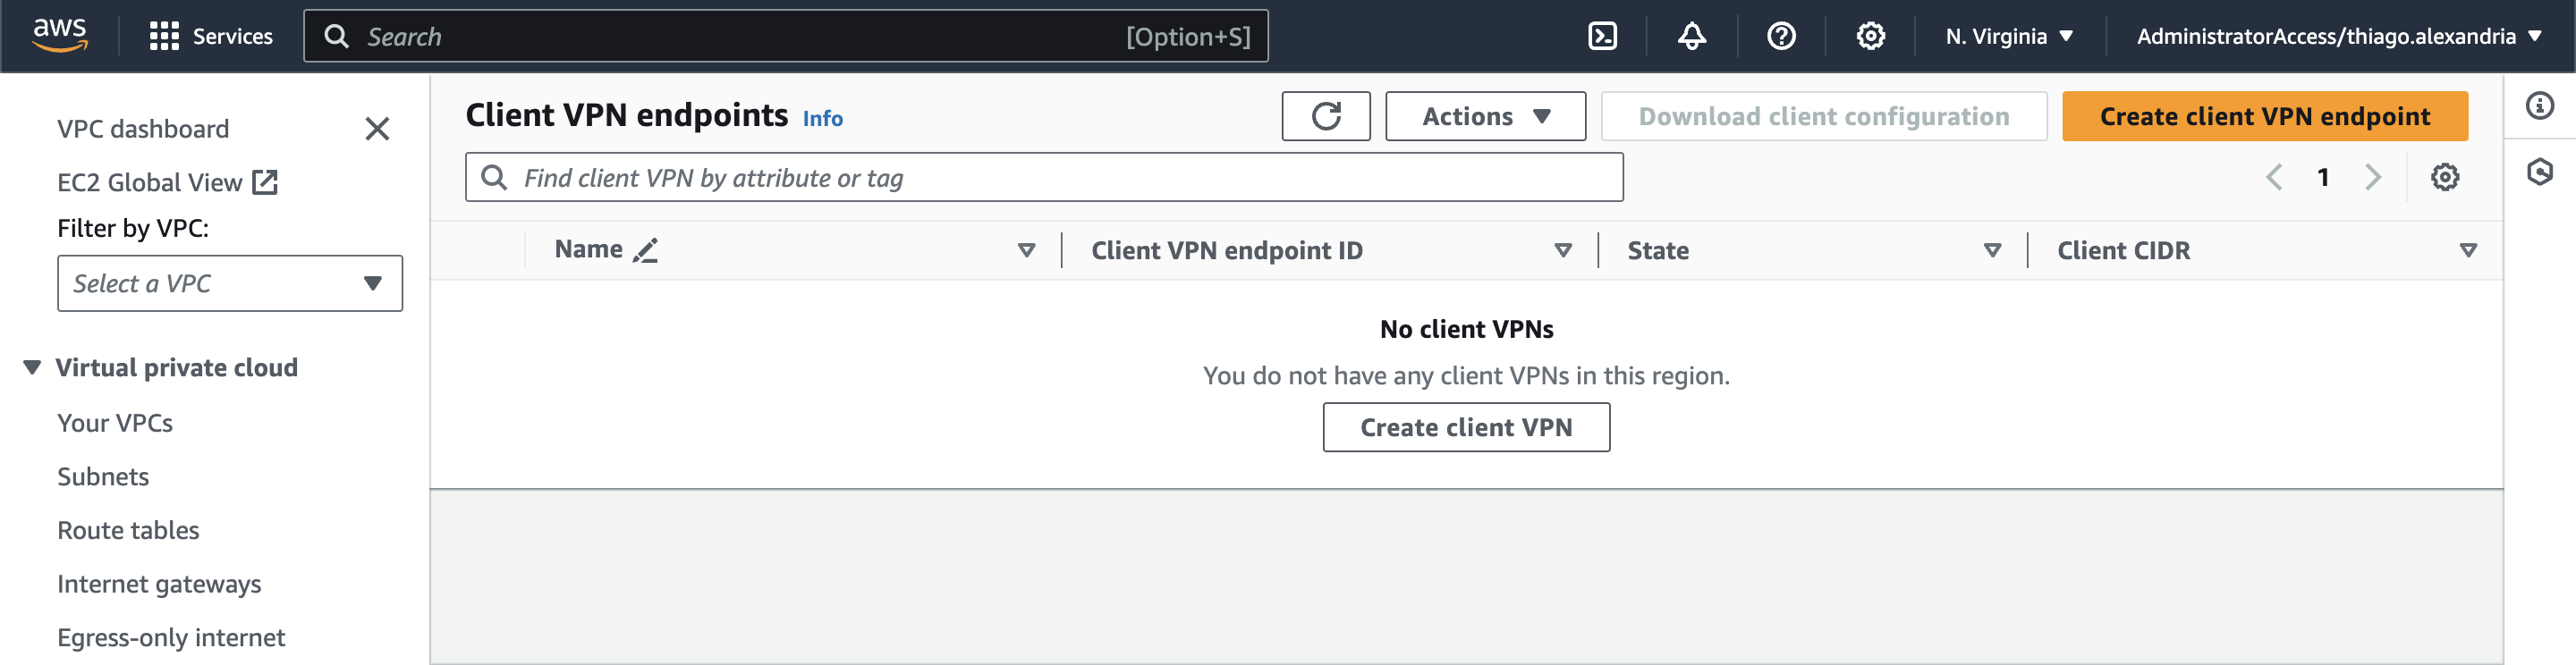 aws
Services
Search
[Option+S]
N. Virginia
AdministratorAccess/thiago.alexandria
VPC dashboard
EC2 Global View
Filter by VPC:
Select a VPC
Virtual private cloud
Your VPCs
Subnets
Route tables
Internet gateways
Egress-only internet
Client VPN endpoints Info
Actions
Download client configuration
Create client VPN endpoint
Find client VPN by attribute or tag
1
Name
Client VPN endpoint ID
State
Client CIDR
No client VPNs
You do not have any client VPNs in this region.
Create client VPN